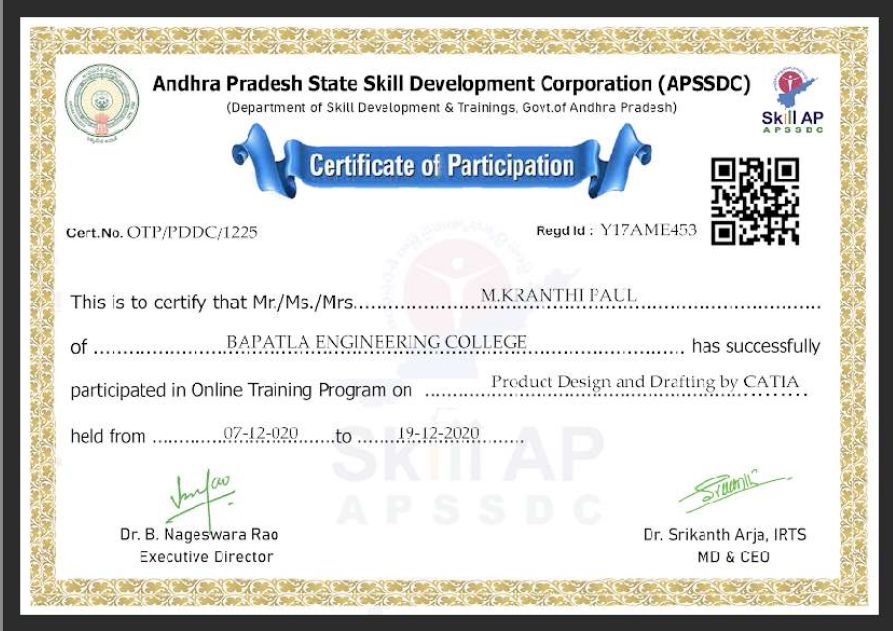 Andhra Pradesh State Skill Development Corporation (APSSDC)
(Department of Skill Development & Trainings, Govt.of Andhra Pradesh)
Skill AP
APSSDC
Certificate of Participation
Cert.No. OTP/PDDC/1225
Regd Id : Y17AME453
This is to certify that Mr./Ms./Mrs. M.KRANTHI PAUL
of BAPATLA ENGINEERING COLLEGE has successfully
participated in Online Training Program on Product Design and Drafting by CATIA
held from 07-12-020 to 19-12-2020
Skill AP
APSSDC
Dr. B. Nageswara Rao
Executive Director
Dr. Srikanth Arja, IRTS
MD & CEO